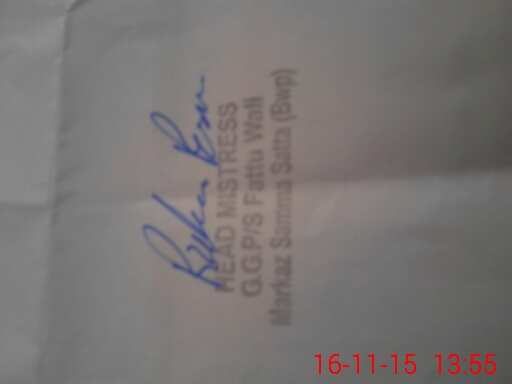 HEAD MISTRESS
G.G.P/S Fattu Wali
Markaz Samma Satta (Bwp)
16-11-15 13:55